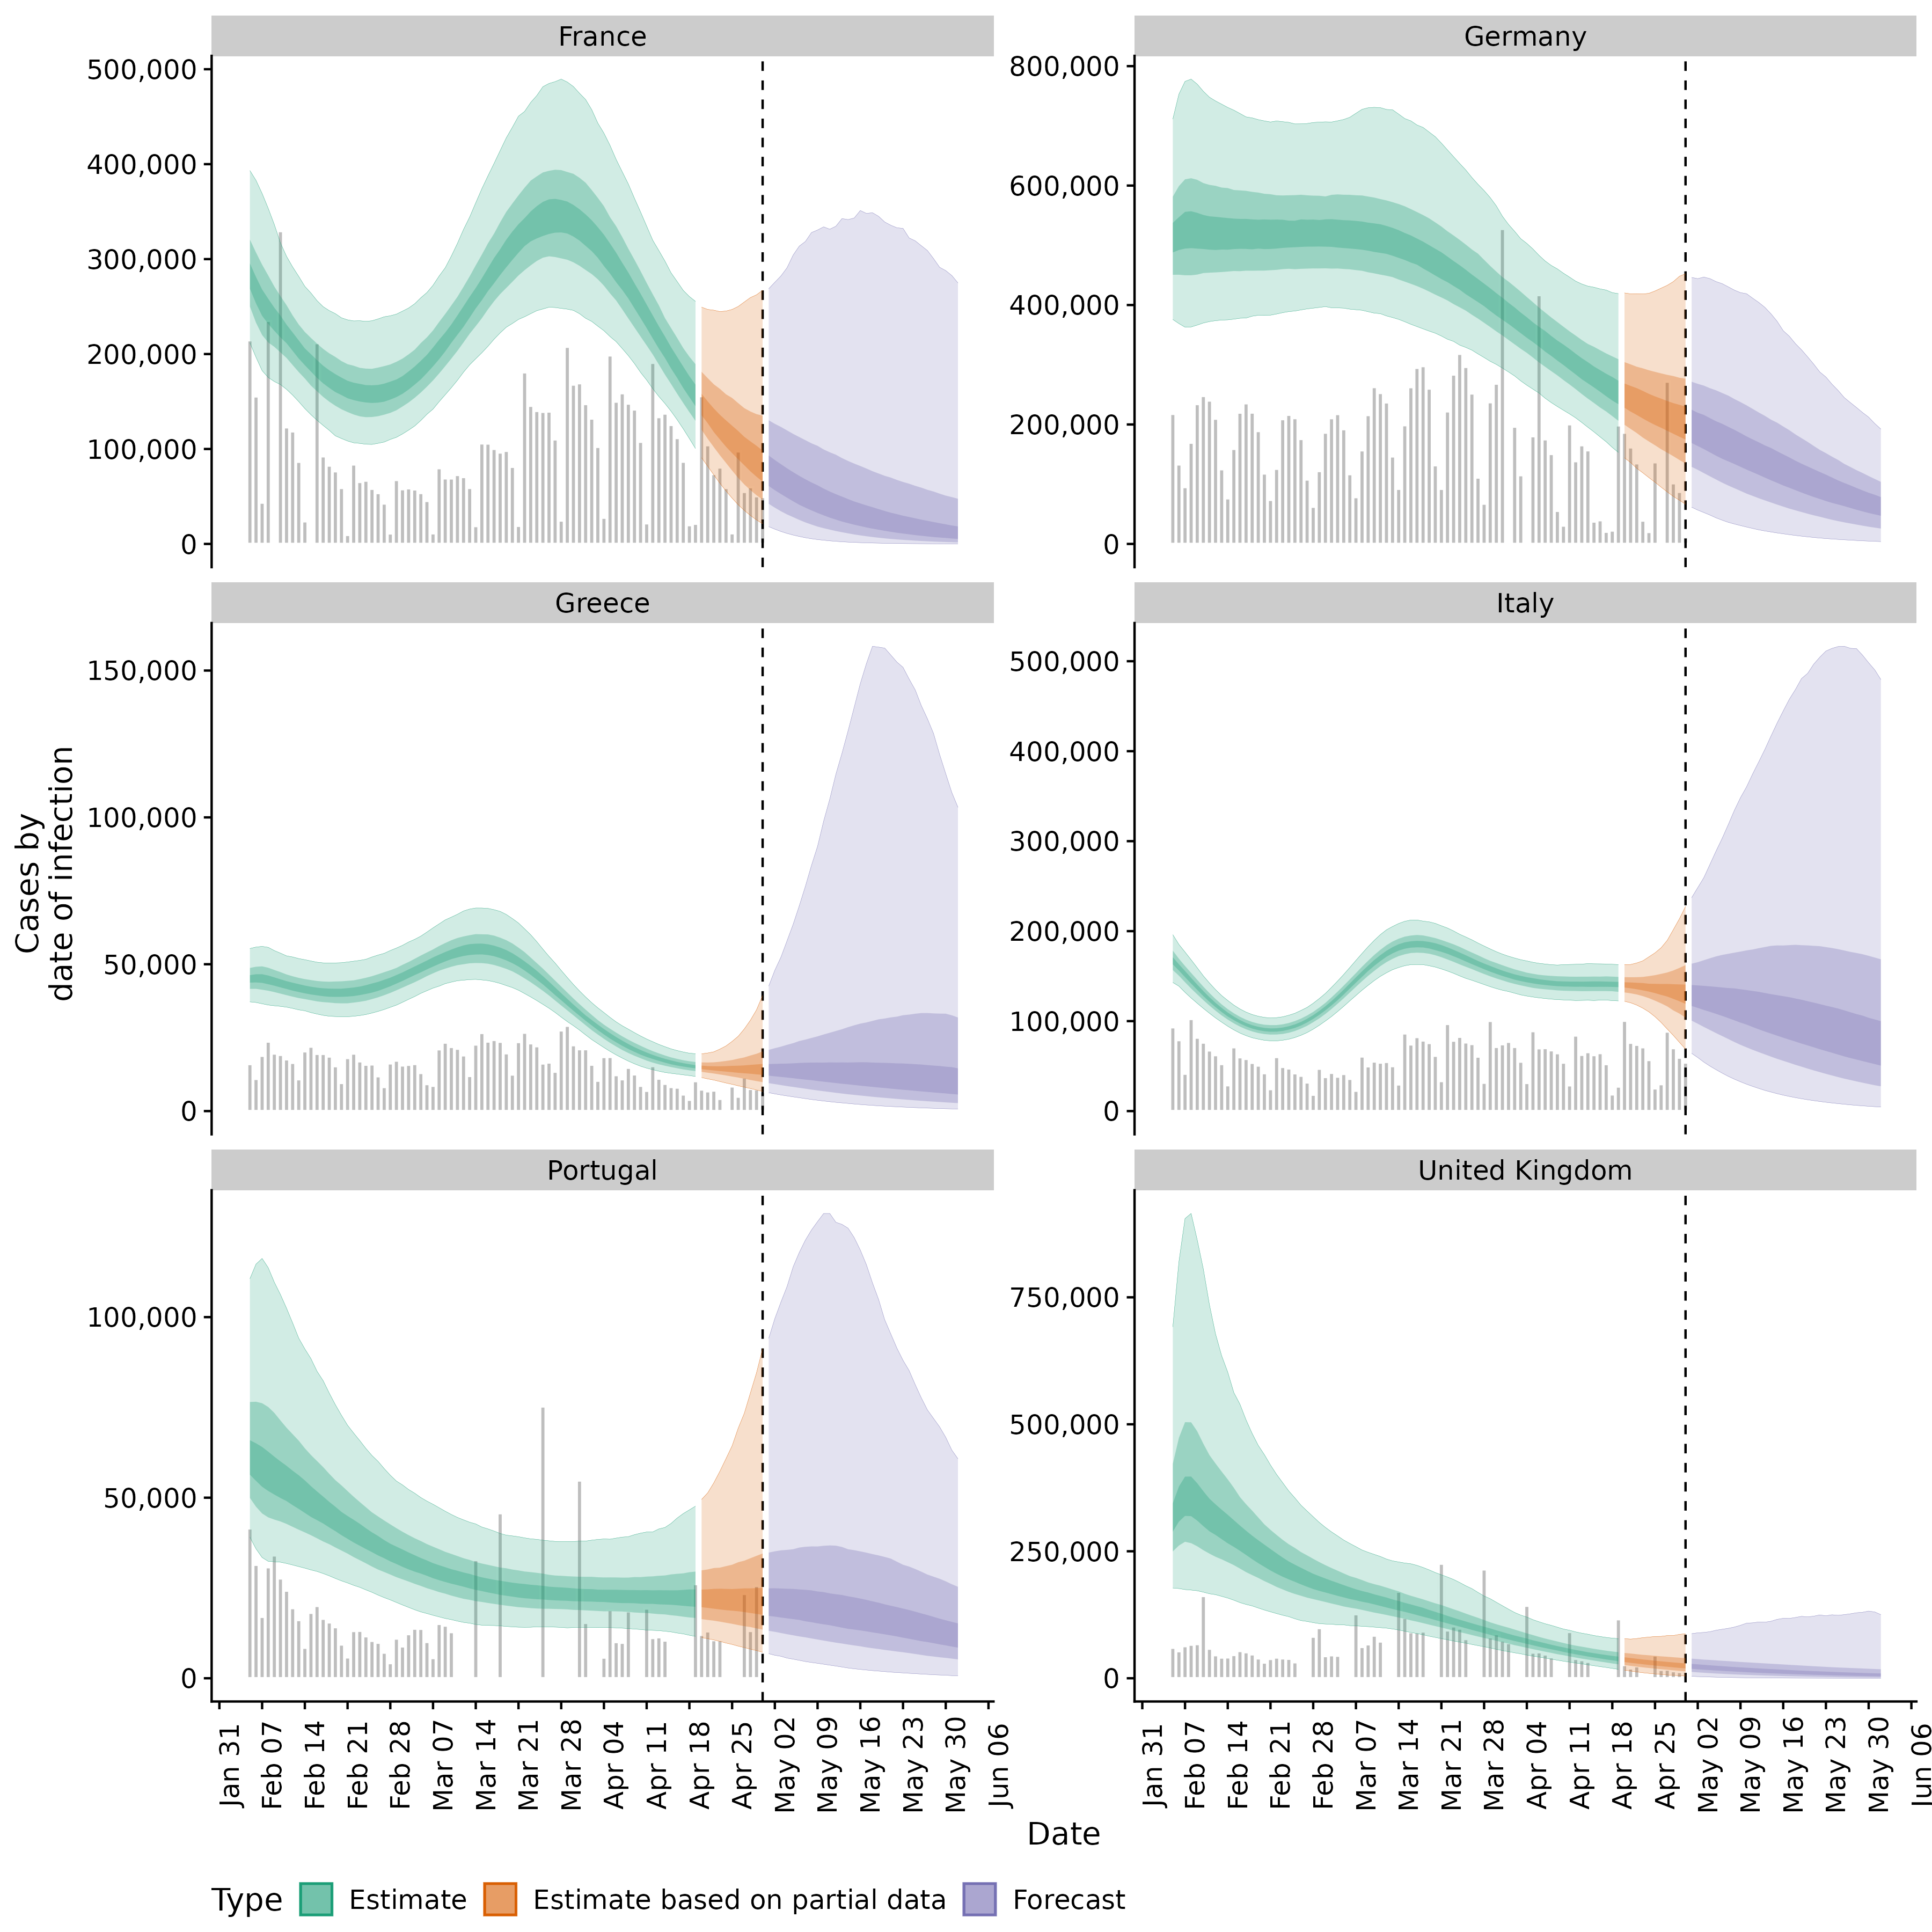 France
Germany
500,000
400,000
300,000
200,000
100,000
0
800,000
600,000
400,000
200,000
0
Greece
Italy
150,000
100,000
50,000
0
500,000
400,000
300,000
200,000
100,000
0
Cases by
date of infection
Portugal
United Kingdom
100,000
50,000
0
750,000
500,000
250,000
0
Jan 31
Feb 07
Feb 14
Feb 21
Feb 28
Mar 07
Mar 14
Mar 21
Mar 28
Apr 04
Apr 11
Apr 18
Apr 25
May 02
May 09
May 16
May 23
May 30
Jun 06
Jan 31
Feb 07
Feb 14
Feb 21
Feb 28
Mar 07
Mar 14
Mar 21
Mar 28
Apr 04
Apr 11
Apr 18
Apr 25
May 02
May 09
May 16
May 23
May 30
Jun 06
Date
Type Estimate Estimate based on partial data Forecast